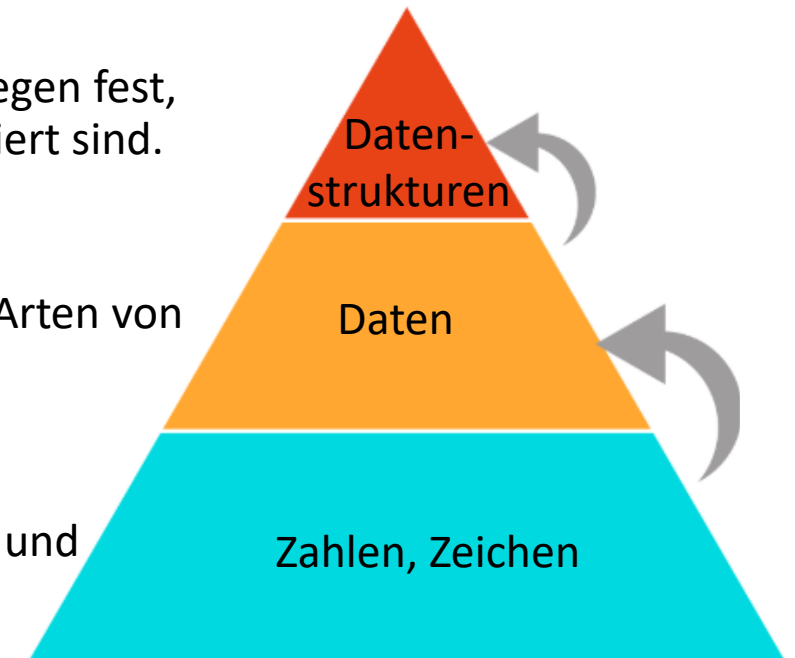 egen fest,
iert sind.
Daten-
strukturen
Arten von
Daten
und
Zahlen, Zeichen